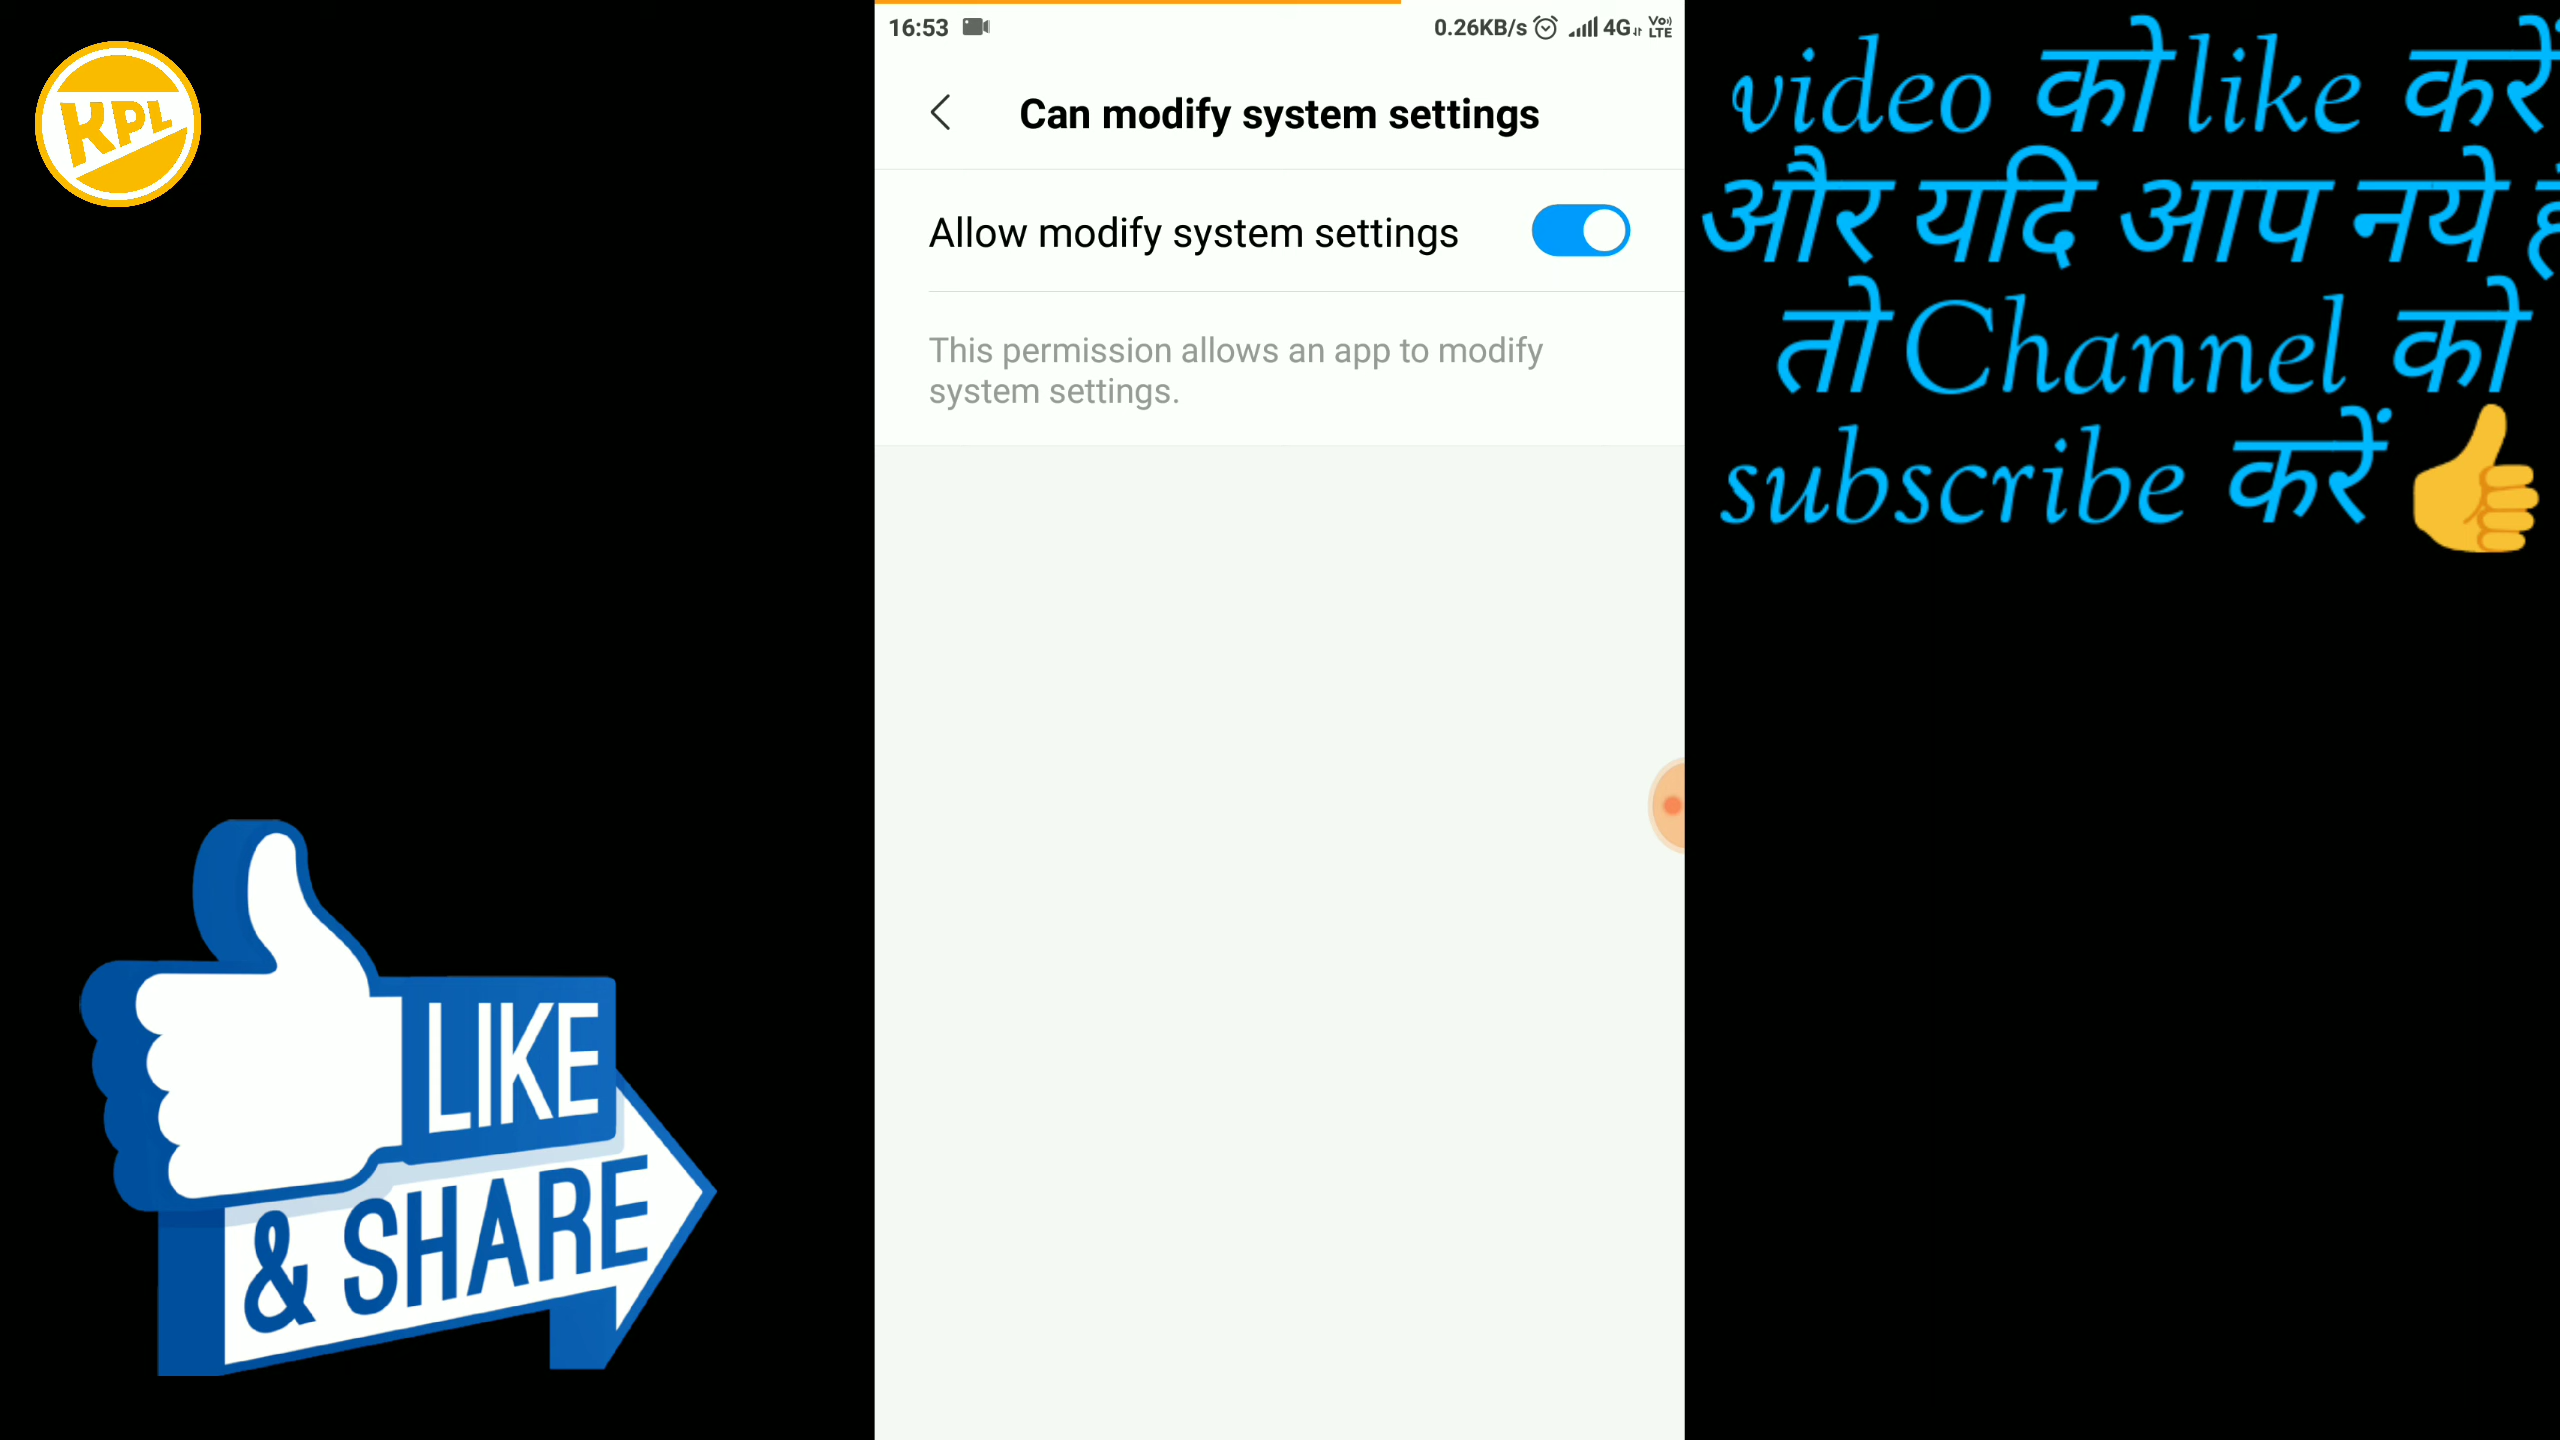 KPL
16:53
0.26KB/s 4G VoLTE
Can modify system settings
Allow modify system settings
This permission allows an app to modify
system settings.
video को like करें
और यदि आप नये
तो Channel को
subscribe करें 👍
LIKE
& SHARE